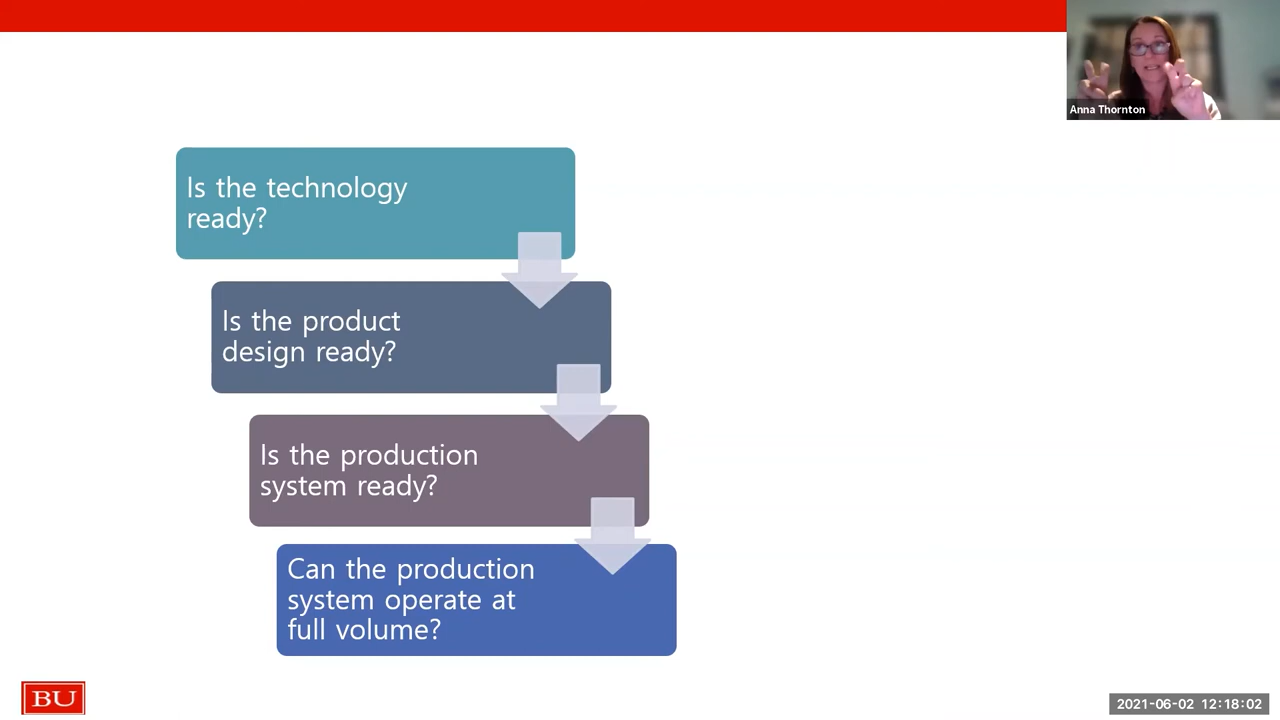 Anna Thornton
Is the technology
ready?
Is the product
design ready?
Is the production
system ready?
Can the production
system operate at
full volume?
BU
2021-06-02 12:18:02